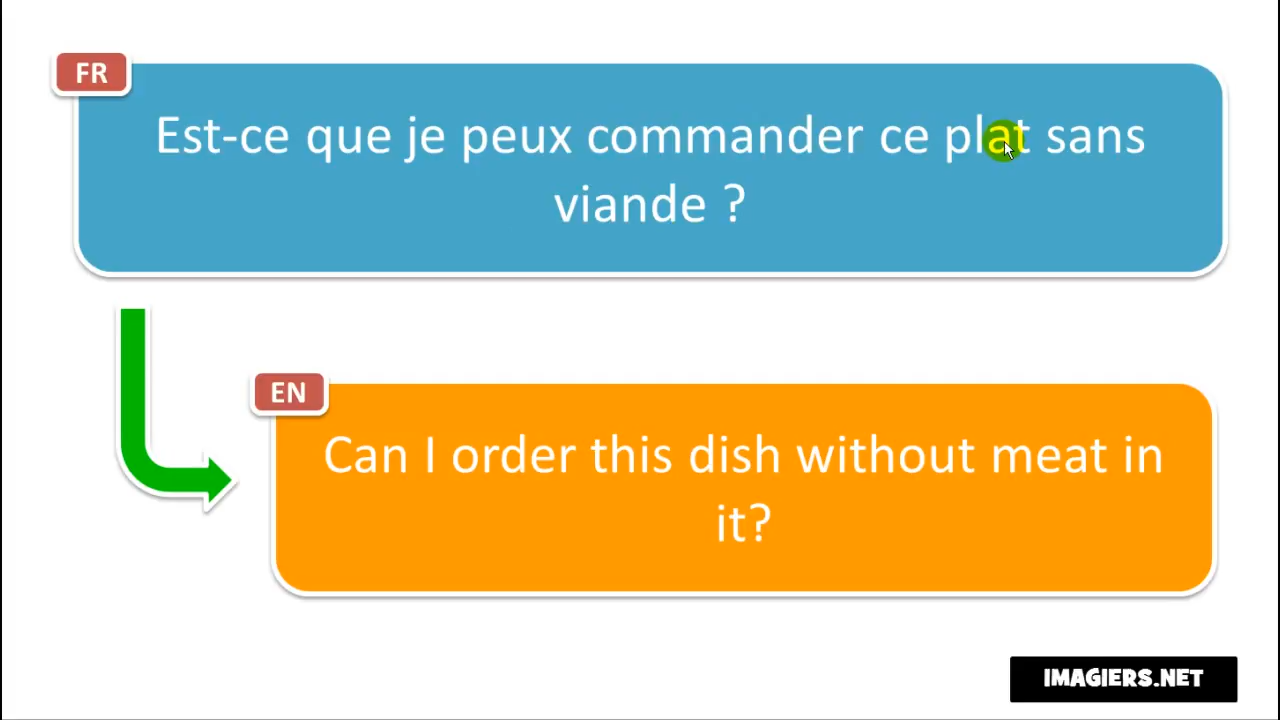 FR
Est-ce que je peux commander ce plat sans
viande ?
EN
Can I order this dish without meat in
it?
IMAGIERS.NET